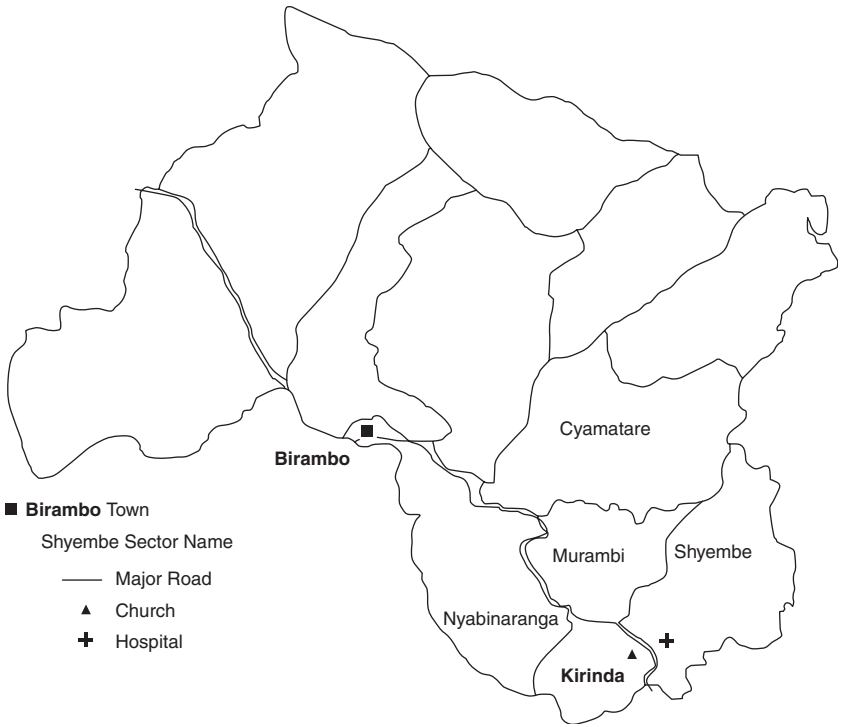 Cyamatare
Birambo
Birambo Town
Shyembe Sector Name
Murambi
Shyembe
Major Road
Church
Nyabinaranga
Hospital
Kirinda